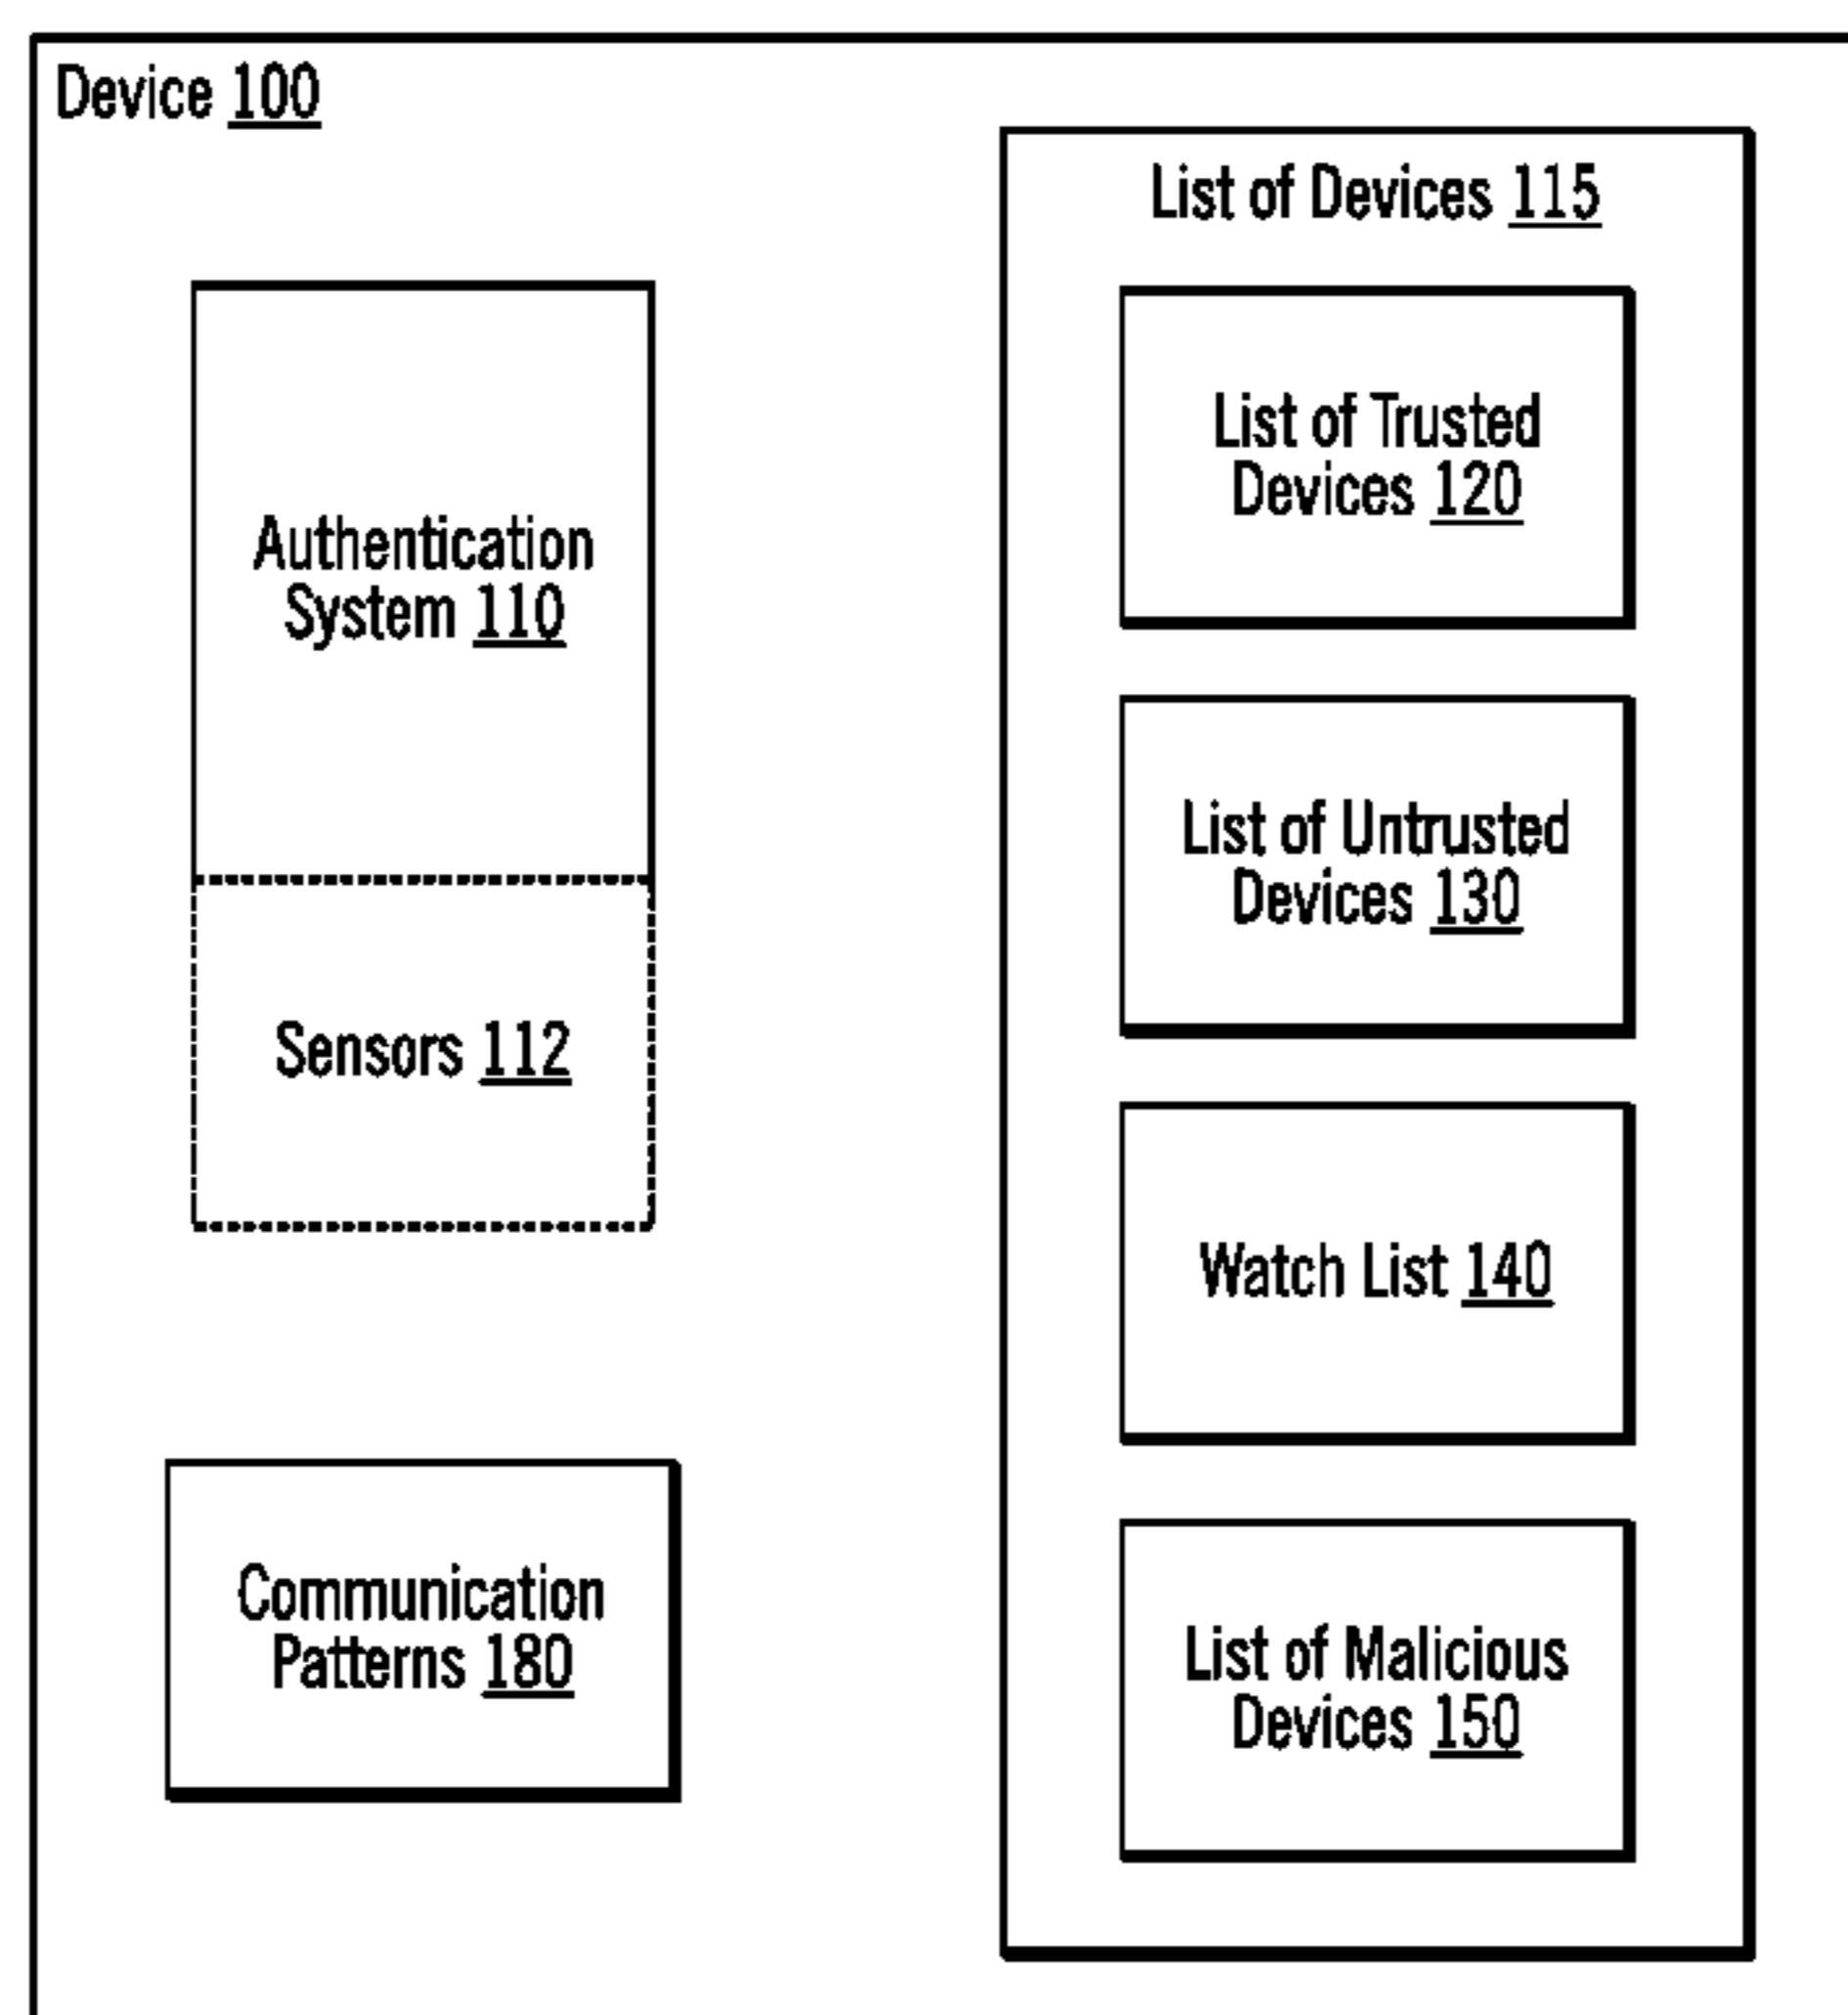 Device 100
Authentication
System 110
Sensors 112
Communication
Patterns 180
List of Devices 115
List of Trusted
Devices 120
List of Untrusted
Devices 130
Watch List 140
List of Malicious
Devices 150